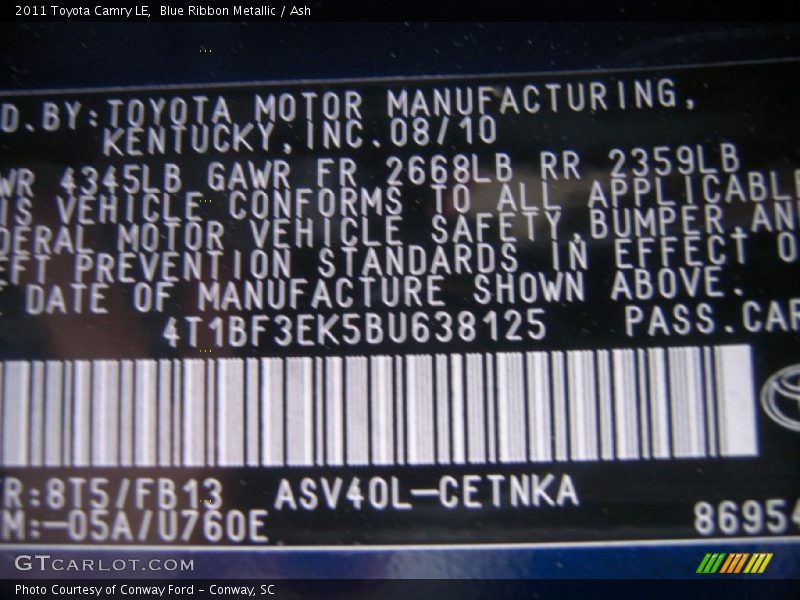 2011 Toyota Camry LE,  Blue Ribbon Metallic / Ash
D.BY:TOYOTA MOTOR MANUFACTURING,
KENTUCKY,INC.08/10
WR 4345LB GAWR FR 2668LB RR 2359LB
IS VEHICLE CONFORMS TO ALL APPLICABLE
DERAL MOTOR VEHICLE SAFETY,BUMPER,AN
EFT PREVENTION STANDARDS IN EFFECT O
DATE OF MANUFACTURE SHOWN ABOVE.
4T1BF3EK5BU638125 PASS.CAR
R:8T5/FB13 ASV40L-CETNKA
M:-05A/U760E 86954
GTCARLOT.COM
Photo Courtesy of Conway Ford - Conway, SC